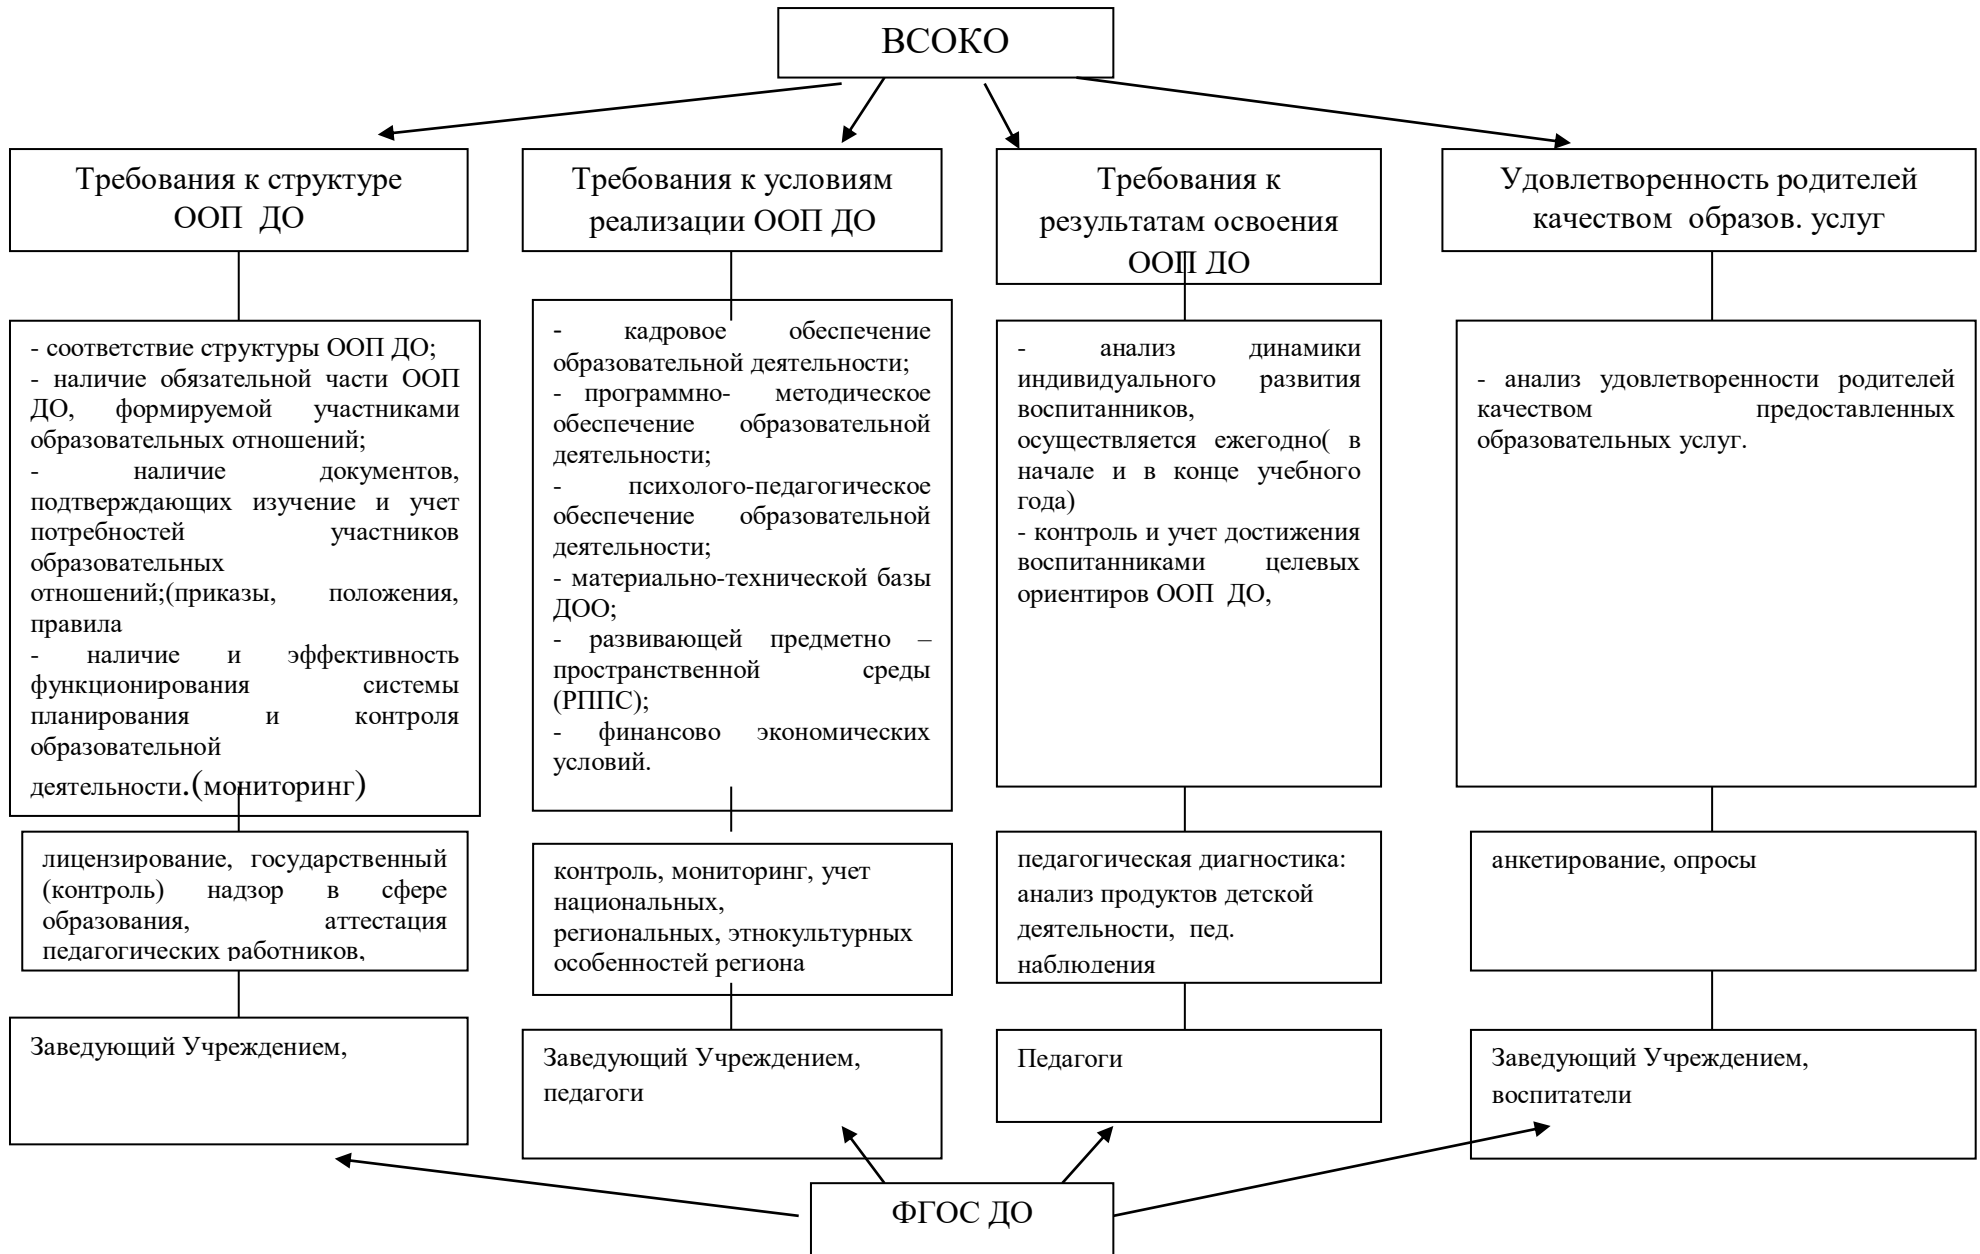 ВСОКО
Требования к структуре
ООП ДО
Требования к условиям
реализации ООП ДО
Требования к
результатам освоения
ООП ДО
Удовлетворенность родителей
качеством образов. услуг
- соответствие структуры ООП ДО;
- наличие обязательной части ООП
ДО, формируемой участниками
образовательных отношений;
- наличие документов,
подтверждающих изучение и учет
потребностей участников
образовательных
отношений;(приказы, положения,
правила
- наличие и эффективность
функционирования системы
планирования и контроля
образовательной
деятельности.(мониторинг)
- кадровое обеспечение
образовательной деятельности;
- программно- методическое
обеспечение образовательной
деятельности;
- психолого-педагогическое
обеспечение образовательной
деятельности;
- материально-технической базы
ДОО;
- развивающей предметно –
пространственной среды
(РППС);
- финансово экономических
условий.
- анализ динамики
индивидуального развития
воспитанников,
осуществляется ежегодно( в
начале и в конце учебного
года)
- контроль и учет достижения
воспитанниками целевых
ориентиров ООП ДО,
- анализ удовлетворенности родителей
качеством предоставленных
образовательных услуг.
лицензирование, государственный
(контроль) надзор в сфере
образования, аттестация
педагогических работников,
контроль, мониторинг, учет
национальных,
региональных, этнокультурных
особенностей региона
педагогическая диагностика:
анализ продуктов детской
деятельности, пед.
наблюдения
анкетирование, опросы
Заведующий Учреждением,
Заведующий Учреждением,
педагоги
Педагоги
Заведующий Учреждением,
воспитатели
ФГОС ДО